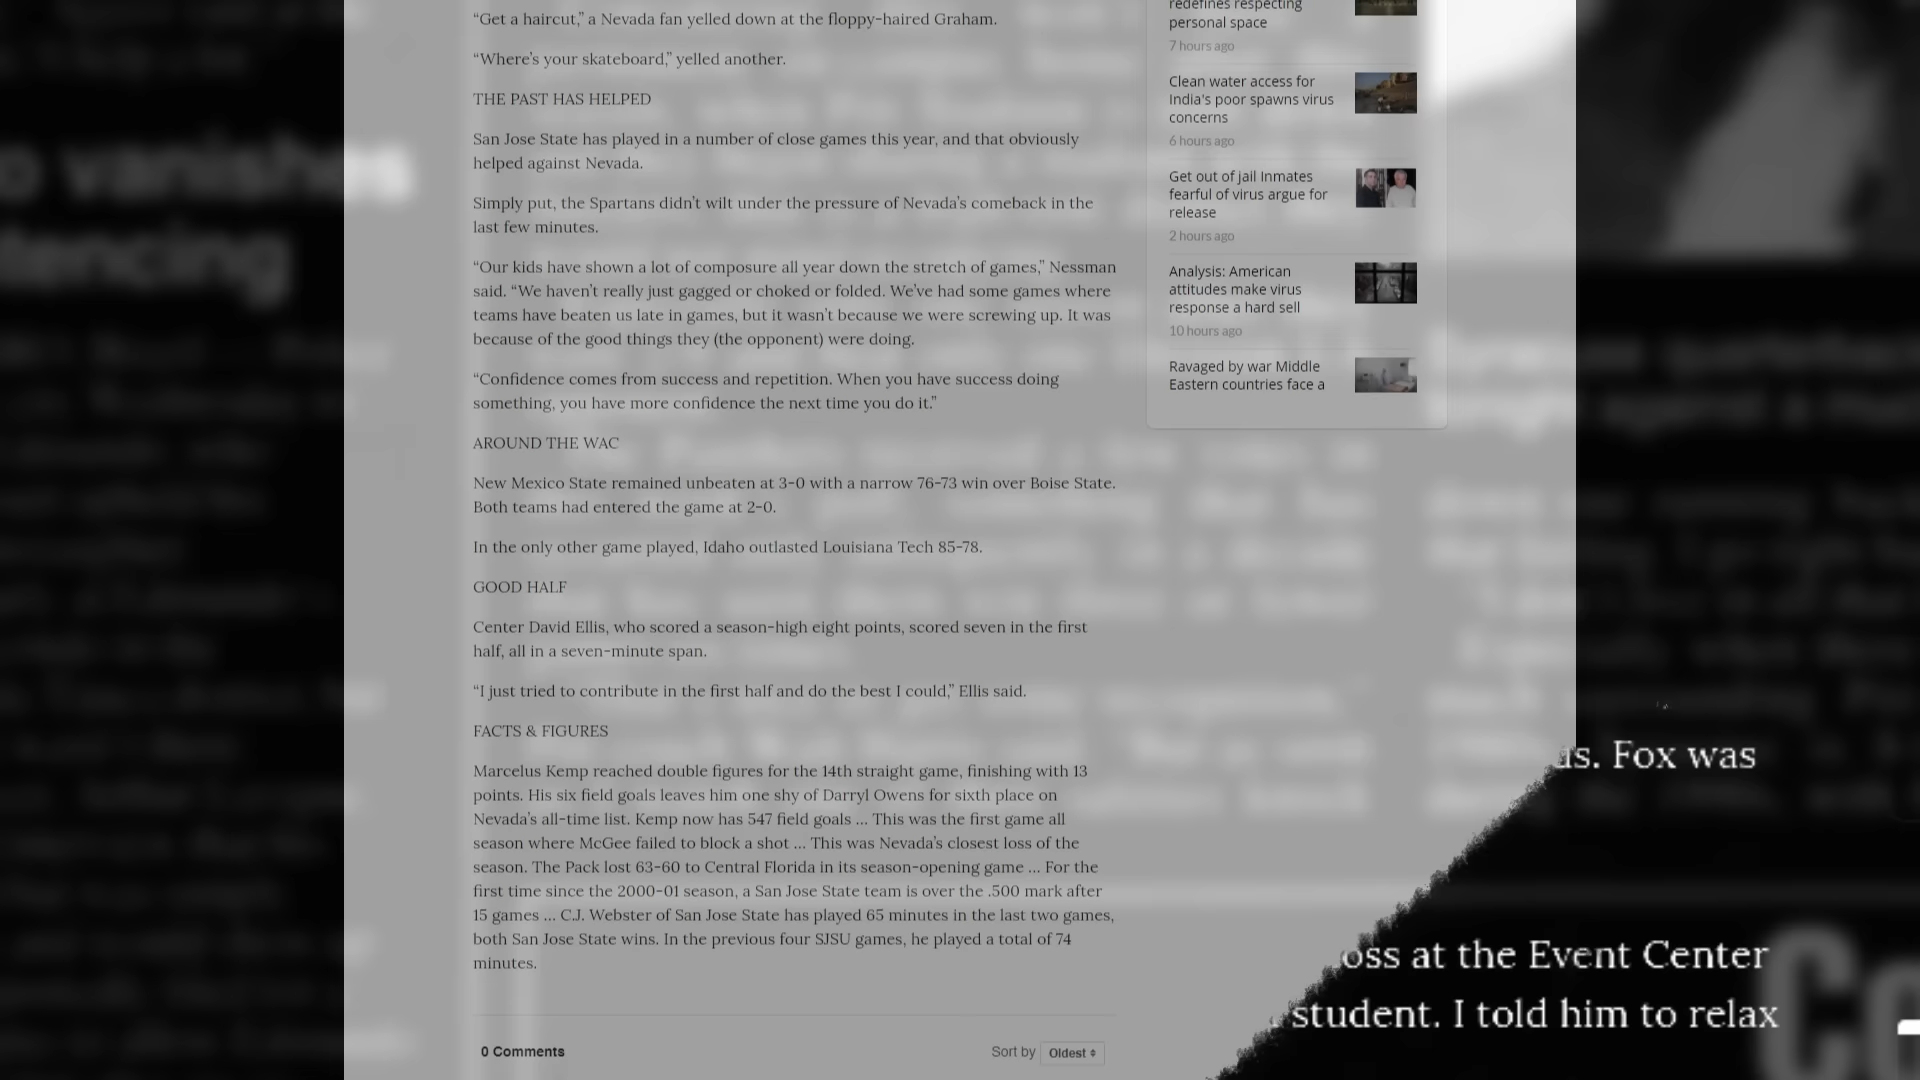 “Get a haircut,” a Nevada fan yelled down at the floppy-haired Graham.
“Where’s your skateboard,” yelled another.
THE PAST HAS HELPED
San Jose State has played in a number of close games this year, and that obviously
helped against Nevada.
Simply put, the Spartans didn’t wilt under the pressure of Nevada’s comeback in the
last few minutes.
“Our kids have shown a lot of composure all year down the stretch of games,” Nessman
said. “We haven’t really just gagged or choked or folded. We’ve had some games where
teams have beaten us late in games, but it wasn’t because we were screwing up. It was
because of the good things they (the opponent) were doing.
“Confidence comes from success and repetition. When you have success doing
something, you have more confidence the next time you do it.”
AROUND THE WAC
New Mexico State remained unbeaten at 3-0 with a narrow 76-73 win over Boise State.
Both teams had entered the game at 2-0.
In the only other game played, Idaho outlasted Louisiana Tech 85-78.
GOOD HALF
Center David Ellis, who scored a season-high eight points, scored seven in the first
half, all in a seven-minute span.
“I just tried to contribute in the first half and do the best I could,” Ellis said.
FACTS & FIGURES
Marcelus Kemp reached double figures for the 14th straight game, finishing with 13
points. His six field goals leaves him one shy of Darryl Owens for sixth place on
Nevada’s all-time list. Kemp now has 547 field goals ... This was the first game all
season where McGee failed to block a shot ... This was Nevada’s closest loss of the
season. The Pack lost 63-60 to Central Florida in its season-opening game ... For the
first time since the 2000-01 season, a San Jose State team is over the .500 mark after
15 games ... C.J. Webster of San Jose State has played 65 minutes in the last two games,
both San Jose State wins. In the previous four SJSU games, he played a total of 74
minutes.
0 Comments
Sort by Oldest
redefines respecting
personal space
7 hours ago
Clean water access for
India's poor spawns virus
concerns
6 hours ago
Get out of jail Inmates
fearful of virus argue for
release
2 hours ago
Analysis: American
attitudes make virus
response a hard sell
10 hours ago
Ravaged by war Middle
Eastern countries face a
vanishes
tencing
Fox was
oss at the Event Center
student. I told him to relax
Co